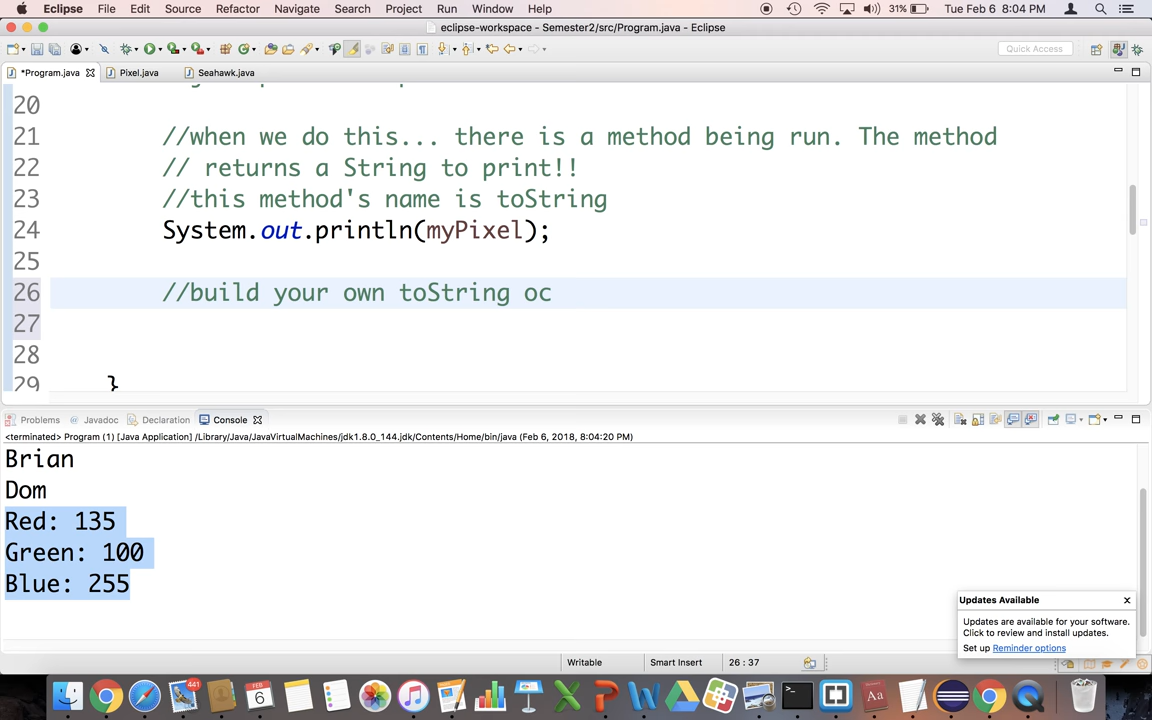 Eclipse File Edit Source Refactor Navigate Search Project Run Window Help 31% Tue Feb 6 8:04 PM
eclipse-workspace - Semester2/src/Program.java - Eclipse
Quick Access
*Program.java Pixel.java Seahawk.java
20
21 //when we do this... there is a method being run. The method
22 // returns a String to print!!
23 //this method's name is toString
24 System.out.println(myPixel);
25
26 //build your own toString oc
27
28
29 }
Problems Javadoc Declaration Console
<terminated> Program (1) [Java Application] /Library/Java/JavaVirtualMachines/jdk1.8.0_144.jdk/Contents/Home/bin/java (Feb 6, 2018, 8:04:20 PM)
Brian
Dom
Red: 135
Green: 100
Blue: 255
Updates Available
Updates are available for your software.
Click to review and install updates.
Set up Reminder options
Writable Smart Insert 26 : 37
441
FEB
6